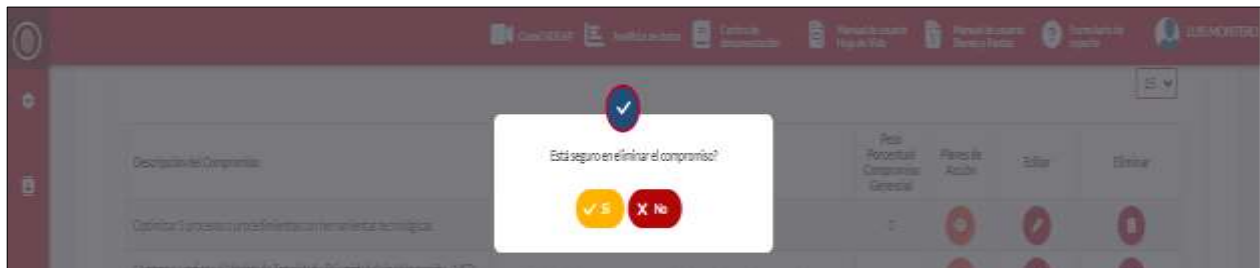 Manual de usuario
Hoja de Vida
Manual de usuario
Bienes y Rentas
Formulario de
soporte
LUIS MONTERO
15
Está seguro en eliminar el compromiso?
Sí
No
Descripción del Compromiso
Peso
Porcentual
Compromiso
Gerencial
Planes de
Acción
Editar
Eliminar
Optimizar 3 procesos o procedimientos con herramientas tecnológicas